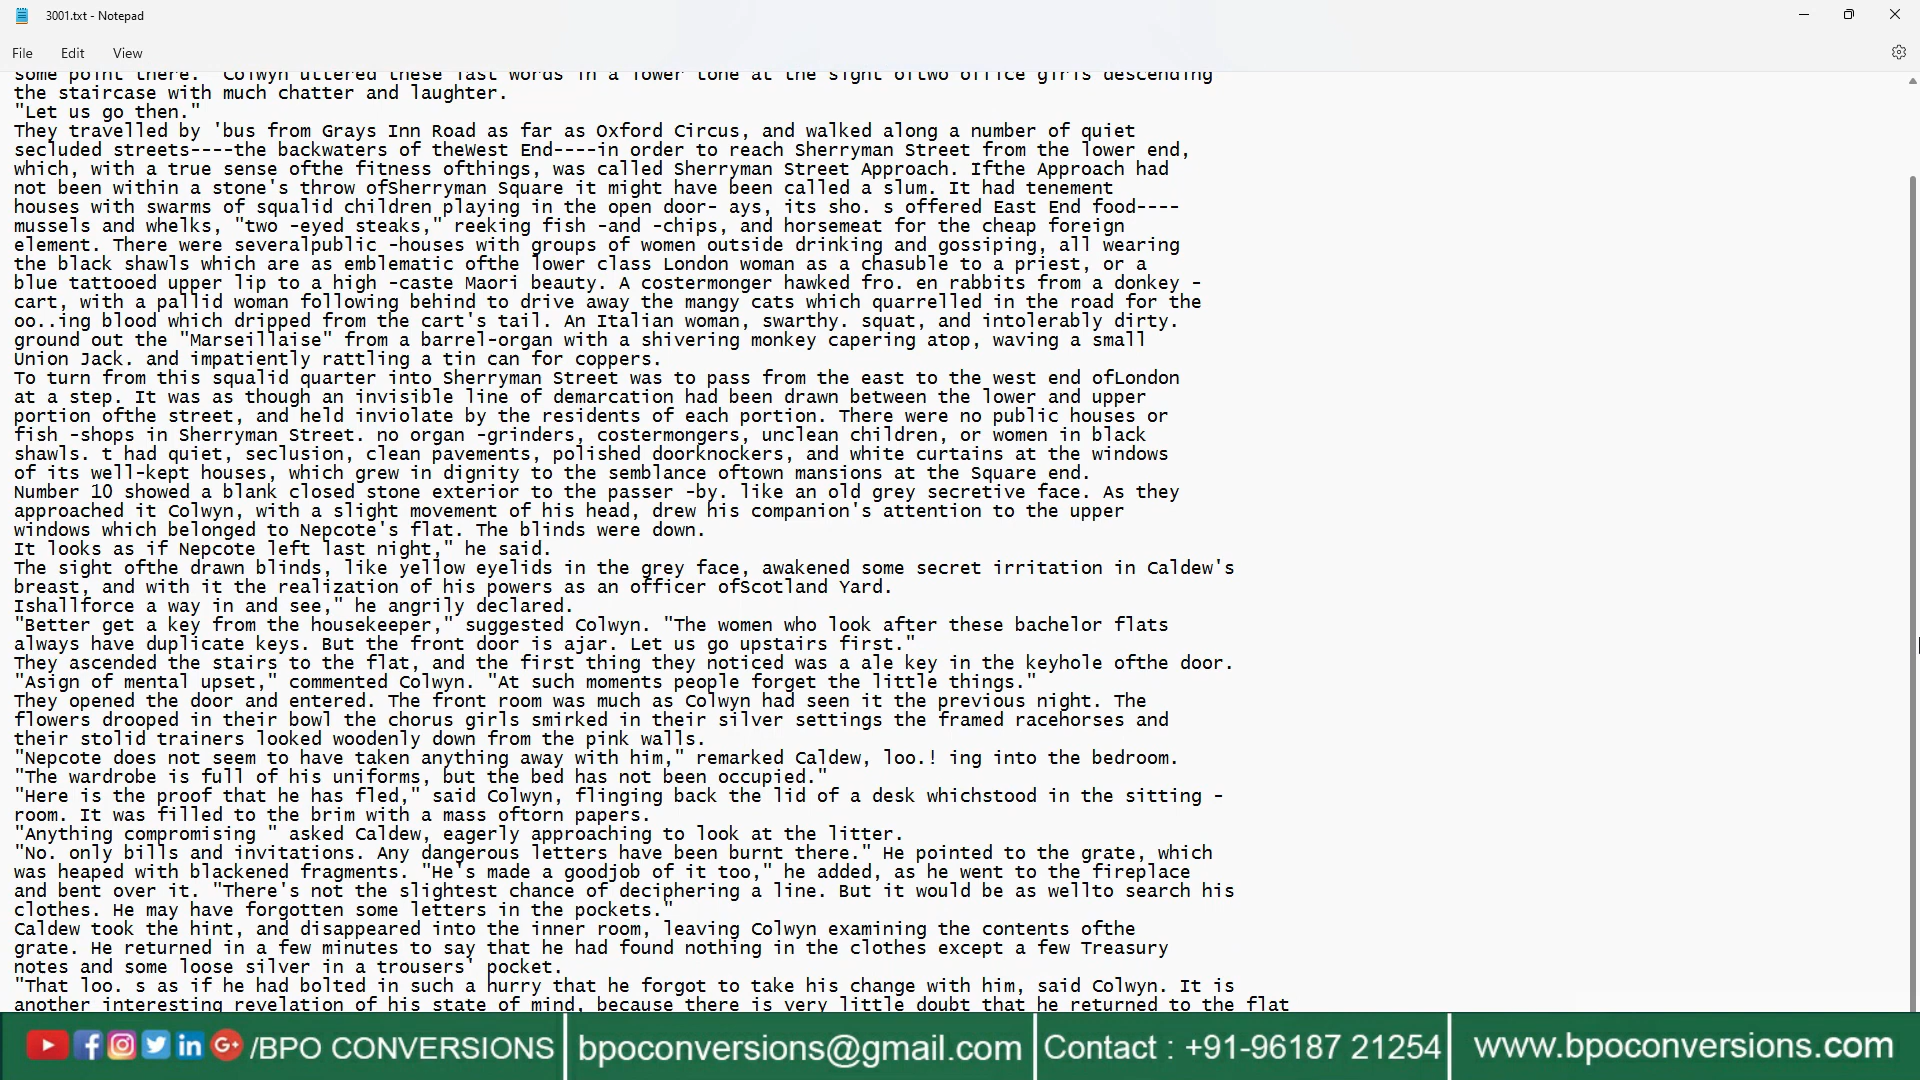 3001.txt - Notepad
File Edit View
some point there." Colwyn uttered these last words in a lower tone at the sight oftwo office girls descending
the staircase with much chatter and laughter.
"Let us go then."
They travelled by 'bus from Grays Inn Road as far as Oxford Circus, and walked along a number of quiet
secluded streets----the backwaters of theWest End----in order to reach Sherryman Street from the lower end,
which, with a true sense ofthe fitness ofthings, was called Sherryman Street Approach. Ifthe Approach had
not been within a stone's throw ofSherryman Square it might have been called a slum. It had tenement
houses with swarms of squalid children playing in the open door- ays, its sho. s offered East End food----
mussels and whelks, "two -eyed steaks," reeking fish -and -chips, and horsemeat for the cheap foreign
element. There were severalpublic -houses with groups of women outside drinking and gossiping, all wearing
the black shawls which are as emblematic ofthe lower class London woman as a chasuble to a priest, or a
blue tattooed upper lip to a high -caste Maori beauty. A costermonger hawked fro. en rabbits from a donkey -
cart, with a pallid woman following behind to drive away the mangy cats which quarrelled in the road for the
oo..ing blood which dripped from the cart's tail. An Italian woman, swarthy. squat, and intolerably dirty.
ground out the "Marseillaise" from a barrel-organ with a shivering monkey capering atop, waving a small
Union Jack. and impatiently rattling a tin can for coppers.
To turn from this squalid quarter into Sherryman Street was to pass from the east to the west end ofLondon
at a step. It was as though an invisible line of demarcation had been drawn between the lower and upper
portion ofthe street, and held inviolate by the residents of each portion. There were no public houses or
fish -shops in Sherryman Street. no organ -grinders, costermongers, unclean children, or women in black
shawls. t had quiet, seclusion, clean pavements, polished doorknockers, and white curtains at the windows
of its well-kept houses, which grew in dignity to the semblance oftown mansions at the Square end.
Number 10 showed a blank closed stone exterior to the passer -by. like an old grey secretive face. As they
approached it Colwyn, with a slight movement of his head, drew his companion's attention to the upper
windows which belonged to Nepcote's flat. The blinds were down.
It looks as if Nepcote left last night," he said.
The sight ofthe drawn blinds, like yellow eyelids in the grey face, awakened some secret irritation in Caldew's
breast, and with it the realization of his powers as an officer ofScotland Yard.
Ishallforce a way in and see," he angrily declared.
"Better get a key from the housekeeper," suggested Colwyn. "The women who look after these bachelor flats
always have duplicate keys. But the front door is ajar. Let us go upstairs first."
They ascended the stairs to the flat, and the first thing they noticed was a ale key in the keyhole ofthe door.
"Asign of mental upset," commented Colwyn. "At such moments people forget the little things."
They opened the door and entered. The front room was much as Colwyn had seen it the previous night. The
flowers drooped in their bowl the chorus girls smirked in their silver settings the framed racehorses and
their stolid trainers looked woodenly down from the pink walls.
"Nepcote does not seem to have taken anything away with him," remarked Caldew, loo.! ing into the bedroom.
"The wardrobe is full of his uniforms, but the bed has not been occupied."
"Here is the proof that he has fled," said Colwyn, flinging back the lid of a desk whichstood in the sitting -
room. It was filled to the brim with a mass oftorn papers.
"Anything compromising " asked Caldew, eagerly approaching to look at the litter.
"No. only bills and invitations. Any dangerous letters have been burnt there." He pointed to the grate, which
was heaped with blackened fragments. "He's made a goodjob of it too," he added, as he went to the fireplace
and bent over it. "There's not the slightest chance of deciphering a line. But it would be as wellto search his
clothes. He may have forgotten some letters in the pockets."
Caldew took the hint, and disappeared into the inner room, leaving Colwyn examining the contents ofthe
grate. He returned in a few minutes to say that he had found nothing in the clothes except a few Treasury
notes and some loose silver in a trousers' pocket.
"That loo. s as if he had bolted in such a hurry that he forgot to take his change with him, said Colwyn. It is
another interesting revelation of his state of mind, because there is very little doubt that he returned to the flat
/BPO CONVERSIONS bpoconversions@gmail.com Contact : +91-96187 21254 www.bpoconversions.com